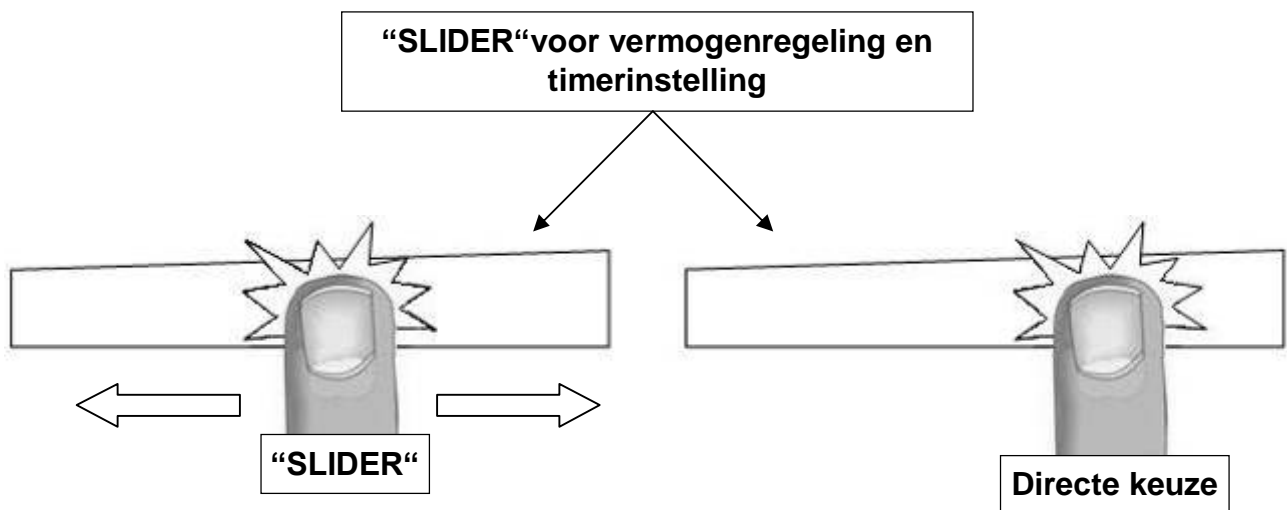 “SLIDER“voor vermogenregeling en
timerinstelling
“SLIDER“
Directe keuze